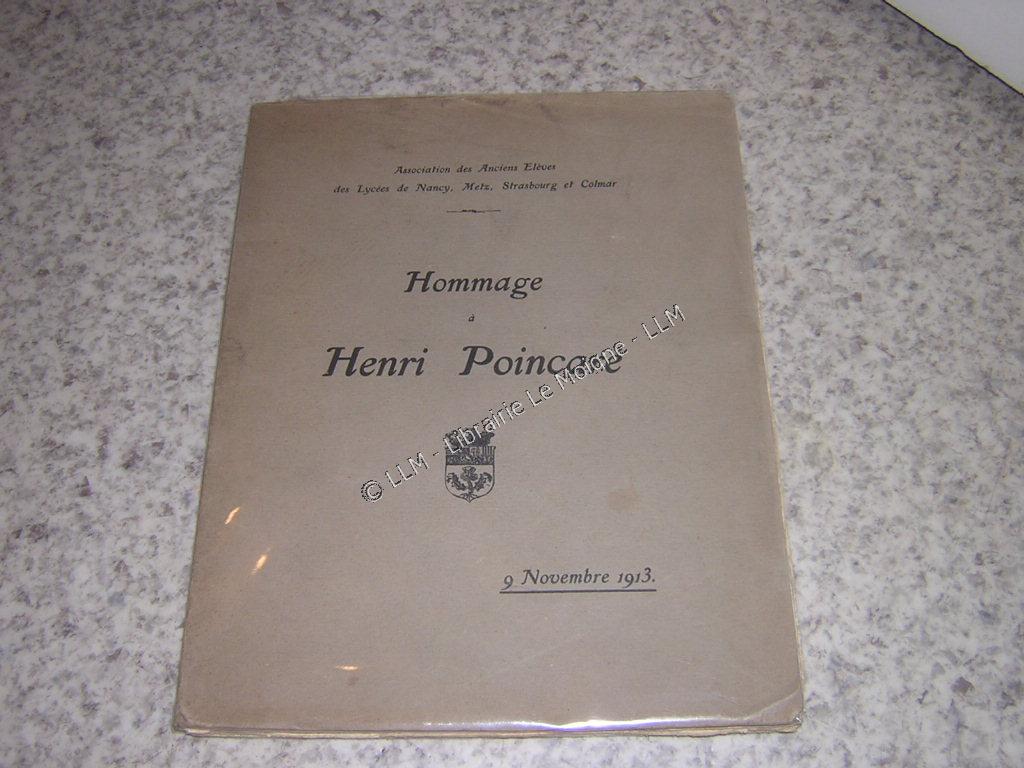 Association des Anciens Elèves
des Lycées de Nancy, Metz, Strasbourg et Colmar
Hommage
à
Henri Poincaré
© LLM - Librairie Le Moigne - LLM
9 Novembre 1913.